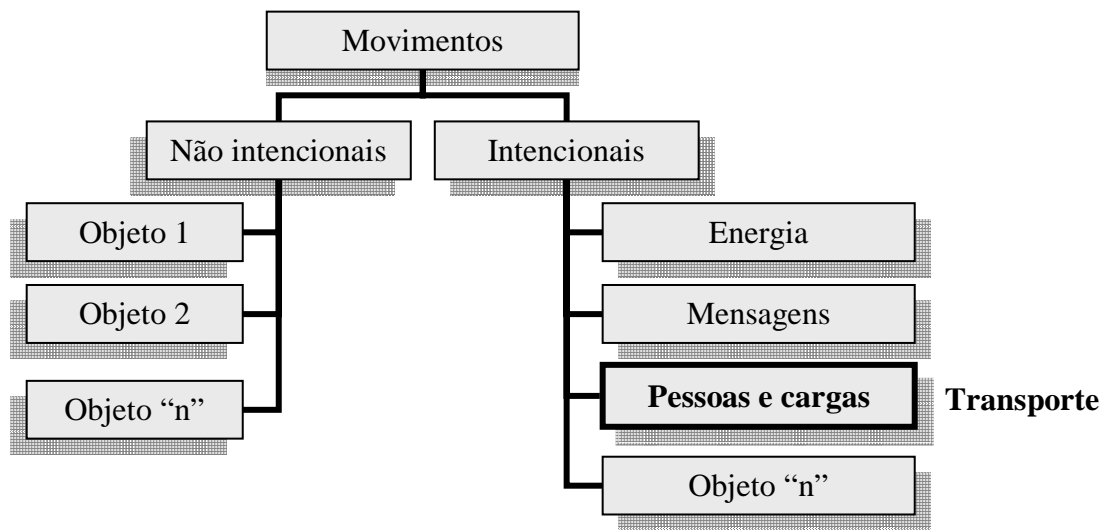 Movimentos
Não intencionais
Intencionais
Objeto 1
Energia
Objeto 2
Mensagens
Pessoas e cargas
Transporte
Objeto “n”
Objeto “n”